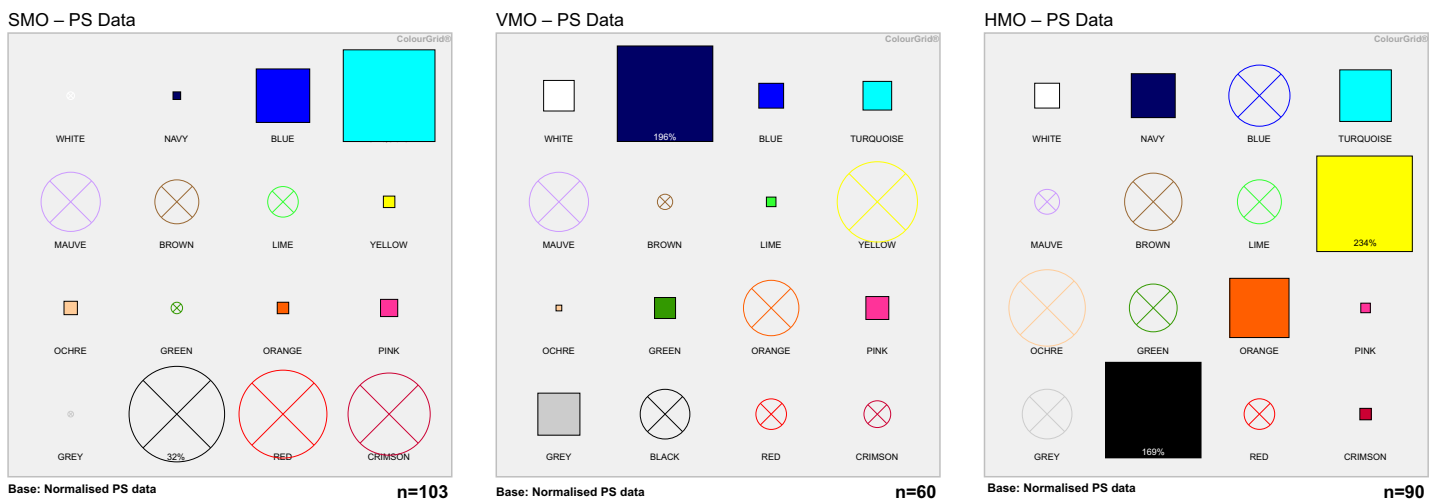 SMO – PS Data
ColourGrid®
WHITE NAVY BLUE
MAUVE BROWN LIME YELLOW
OCHRE GREEN ORANGE PINK
GREY 32% RED CRIMSON
Base: Normalised PS data n=103
VMO – PS Data
ColourGrid®
196%
WHITE BLUE TURQUOISE
MAUVE BROWN LIME YELLOW
OCHRE GREEN ORANGE PINK
GREY BLACK RED CRIMSON
Base: Normalised PS data n=60
HMO – PS Data
ColourGrid®
WHITE NAVY BLUE TURQUOISE
234%
MAUVE BROWN LIME
OCHRE GREEN ORANGE PINK
169%
GREY RED CRIMSON
Base: Normalised PS data n=90